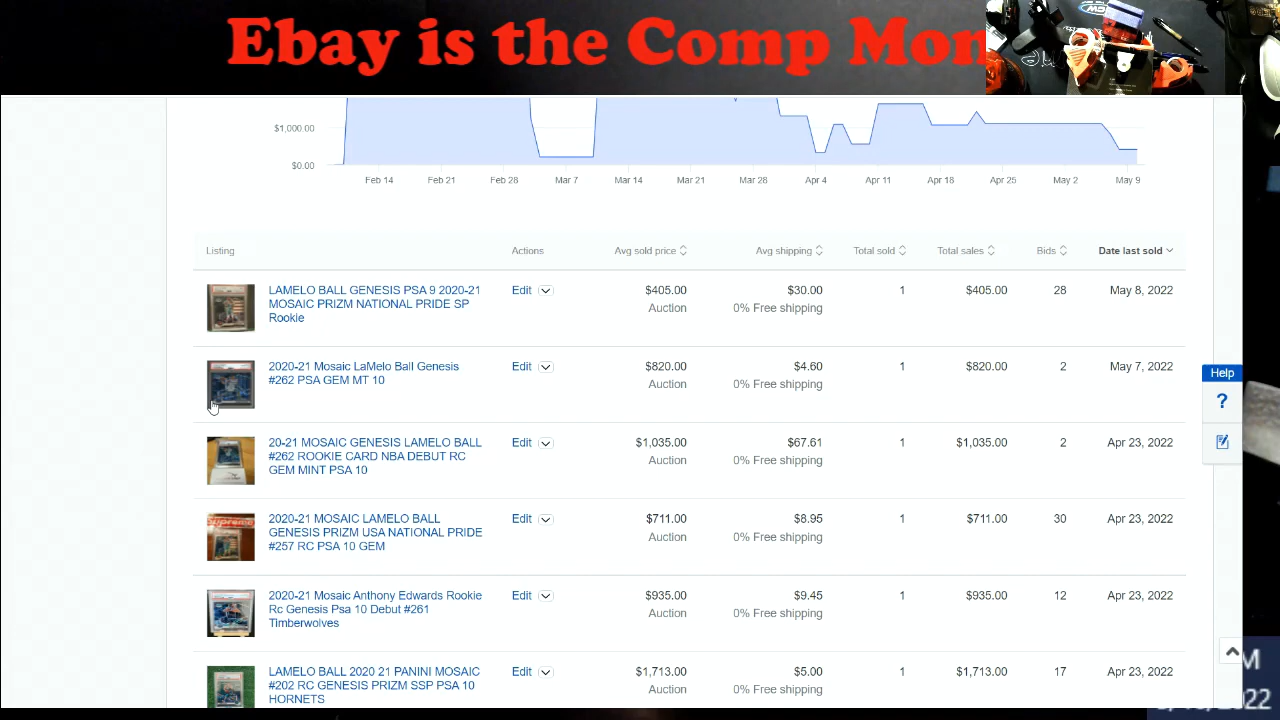 Ebay is the Comp Mon
$1,000.00
$0.00
Feb 14 Feb 21 Feb 28 Mar 7 Mar 14 Mar 21 Mar 28 Apr 4 Apr 11 Apr 18 Apr 25 May 2 May 9
Listing Actions Avg sold price Avg shipping Total sold Total sales Bids Date last sold
LAMELO BALL GENESIS PSA 9 2020-21 Edit $405.00 $30.00 1 $405.00 28 May 8, 2022
MOSAIC PRIZM NATIONAL PRIDE SP Auction 0% Free shipping
Rookie
2020-21 Mosaic LaMelo Ball Genesis Edit $820.00 $4.60 1 $820.00 2 May 7, 2022
#262 PSA GEM MT 10 Auction 0% Free shipping
Help
?
20-21 MOSAIC GENESIS LAMELO BALL Edit $1,035.00 $67.61 1 $1,035.00 2 Apr 23, 2022
#262 ROOKIE CARD NBA DEBUT RC Auction 0% Free shipping
GEM MINT PSA 10
2020-21 MOSAIC LAMELO BALL Edit $711.00 $8.95 1 $711.00 30 Apr 23, 2022
GENESIS PRIZM USA NATIONAL PRIDE Auction 0% Free shipping
#257 RC PSA 10 GEM
Supreme
2020-21 Mosaic Anthony Edwards Rookie Edit $935.00 $9.45 1 $935.00 12 Apr 23, 2022
Rc Genesis Psa 10 Debut #261 Auction 0% Free shipping
Timberwolves
LAMELO BALL 2020 21 PANINI MOSAIC Edit $1,713.00 $5.00 1 $1,713.00 17 Apr 23, 2022
#202 RC GENESIS PRIZM SSP PSA 10 Auction 0% Free shipping
HORNETS
M
2022